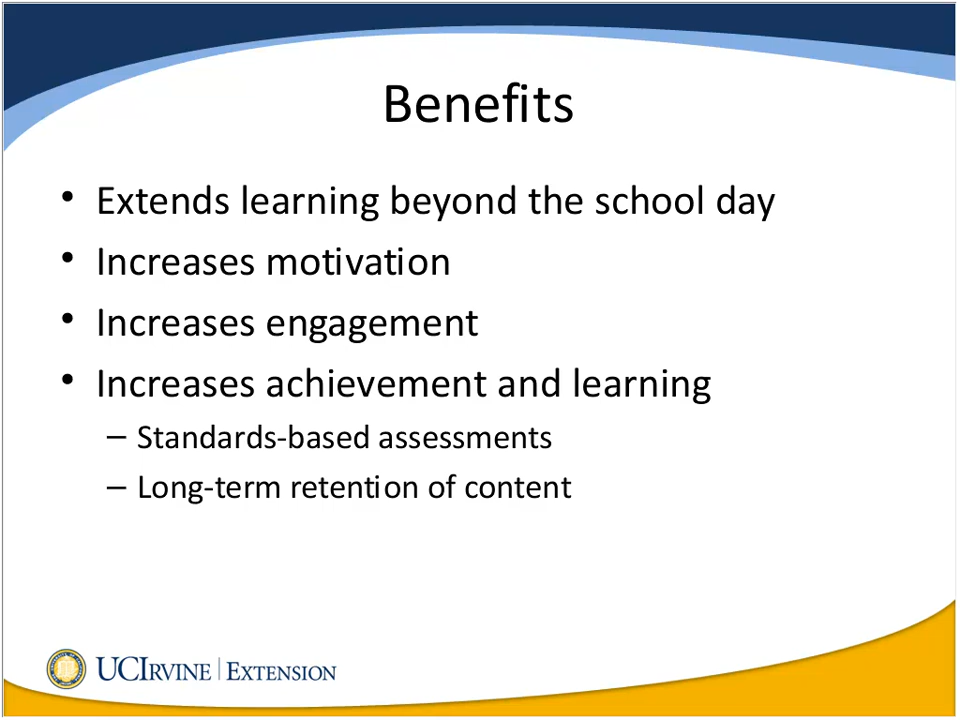 Benefits
• Extends learning beyond the school day
• Increases motivation
• Increases engagement
• Increases achievement and learning
– Standards-based assessments
– Long-term retention of content
UCIRVINE | EXTENSION